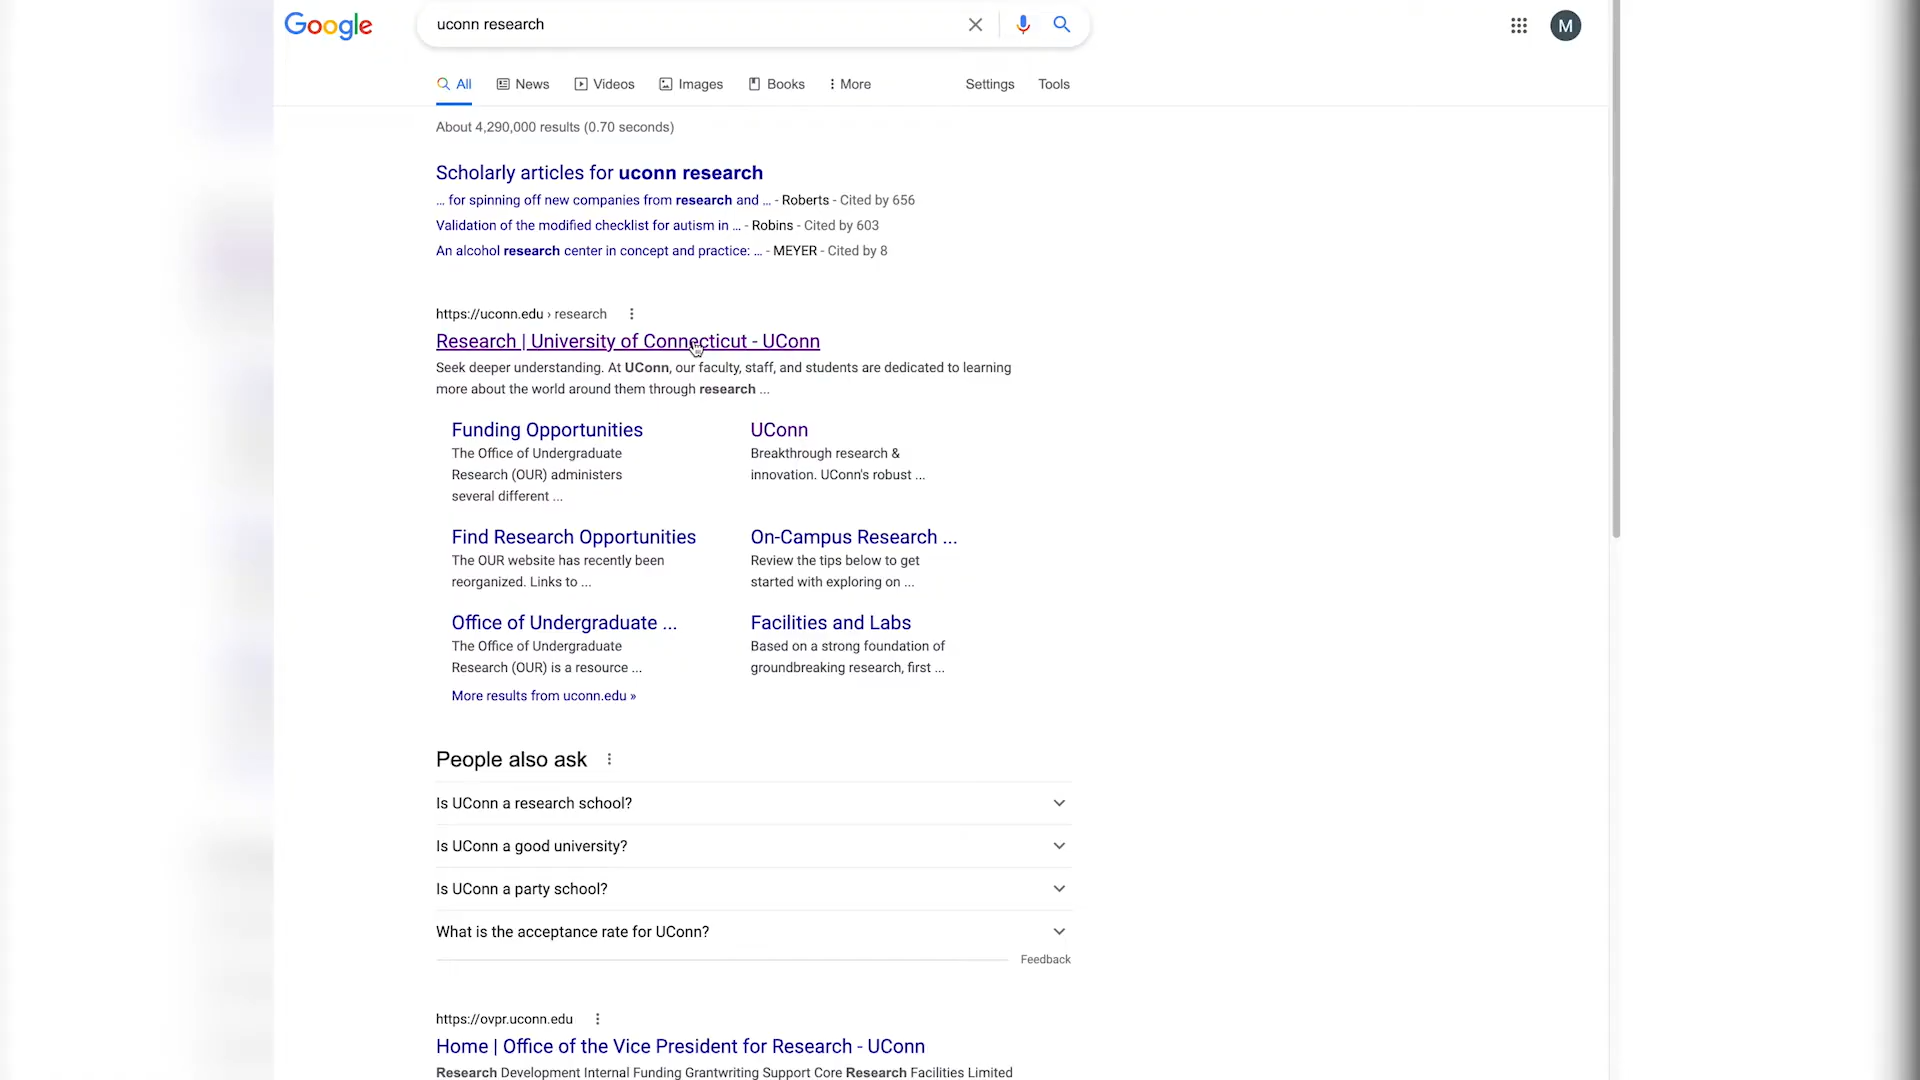 Google
uconn research
M
All News Videos Images Books More Settings Tools
About 4,290,000 results (0.70 seconds)
Scholarly articles for uconn research
... for spinning off new companies from research and ... - Roberts - Cited by 656
Validation of the modified checklist for autism in ... - Robins - Cited by 603
An alcohol research center in concept and practice: ... - MEYER - Cited by 8
https://uconn.edu › research
Research | University of Connecticut - UConn
Seek deeper understanding. At UConn, our faculty, staff, and students are dedicated to learning
more about the world around them through research ...
Funding Opportunities
The Office of Undergraduate
Research (OUR) administers
several different ...
UConn
Breakthrough research &
innovation. UConn's robust ...
Find Research Opportunities
The OUR website has recently been
reorganized. Links to ...
On-Campus Research ...
Review the tips below to get
started with exploring on ...
Office of Undergraduate ...
The Office of Undergraduate
Research (OUR) is a resource ...
Facilities and Labs
Based on a strong foundation of
groundbreaking research, first ...
More results from uconn.edu »
People also ask
Is UConn a research school?
Is UConn a good university?
Is UConn a party school?
What is the acceptance rate for UConn?
Feedback
https://ovpr.uconn.edu
Home | Office of the Vice President for Research - UConn
Research Development Internal Funding Grantwriting Support Core Research Facilities Limited